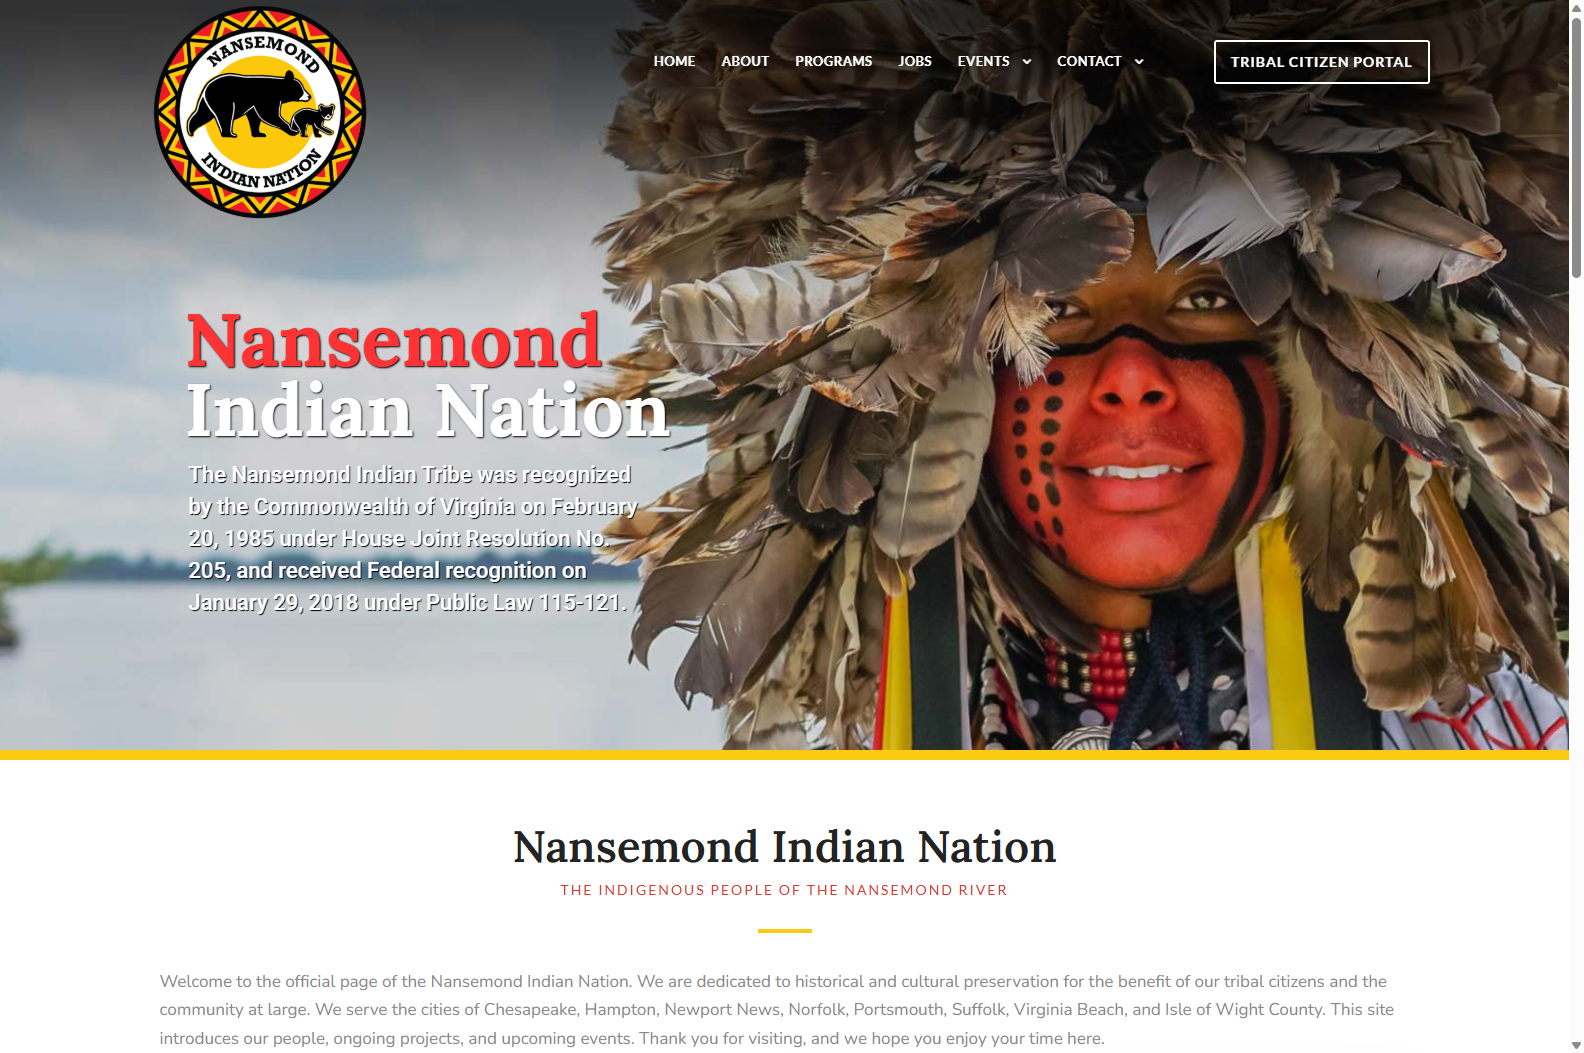 NANSEMOND
INDIAN NATION
HOME
ABOUT
PROGRAMS
JOBS
EVENTS
CONTACT
TRIBAL CITIZEN PORTAL
Nansemond
Indian Nation
The Nansemond Indian Tribe was recognized
by the Commonwealth of Virginia on February
20, 1985 under House Joint Resolution No.
205, and received Federal recognition on
January 29, 2018 under Public Law 115-121.
Nansemond Indian Nation
THE INDIGENOUS PEOPLE OF THE NANSEMOND RIVER
Welcome to the official page of the Nansemond Indian Nation. We are dedicated to historical and cultural preservation for the benefit of our tribal citizens and the
community at large. We serve the cities of Chesapeake, Hampton, Newport News, Norfolk, Portsmouth, Suffolk, Virginia Beach, and Isle of Wight County. This site
introduces our people, ongoing projects, and upcoming events. Thank you for visiting, and we hope you enjoy your time here.